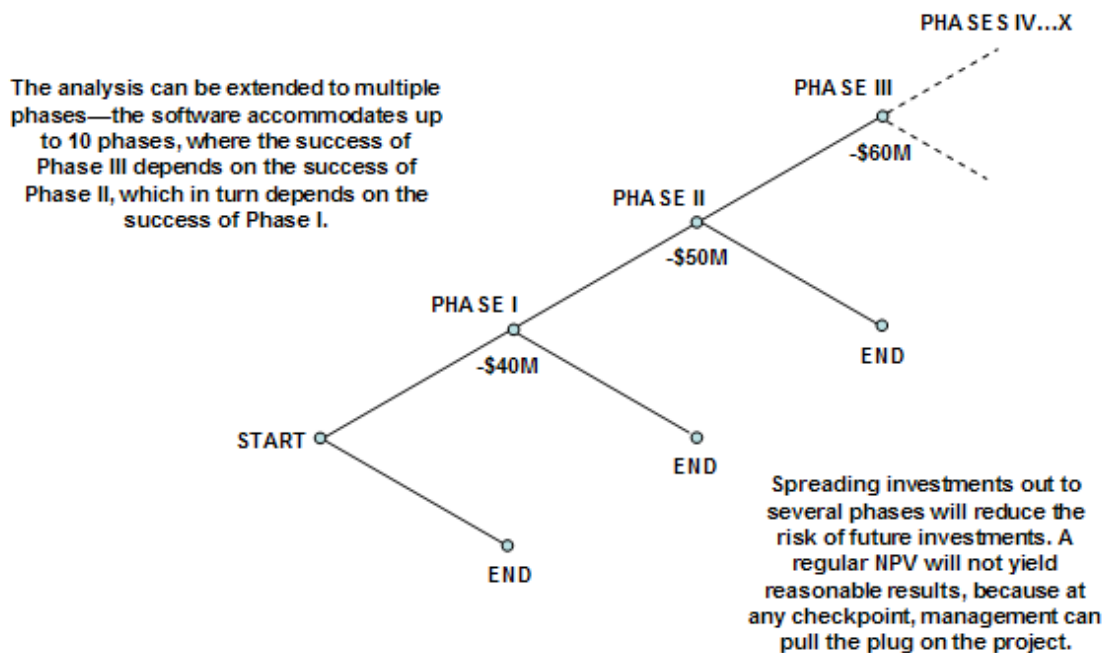 PHASES IV...X
The analysis can be extended to multiple
phases—the software accommodates up
to 10 phases, where the success of
Phase III depends on the success of
Phase II, which in turn depends on the
success of Phase I.
PHASE III
-$60M
PHASE II
-$50M
PHASE I
-$40M
END
START
END
END
Spreading investments out to
several phases will reduce the
risk of future investments. A
regular NPV will not yield
reasonable results, because at
any checkpoint, management can
pull the plug on the project.